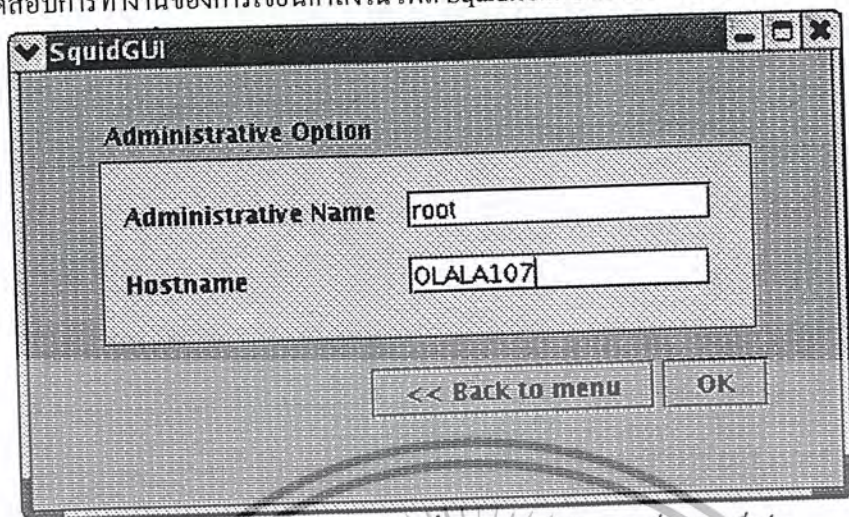 SquidGUI
Administrative Option
Administrative Name root
Hostname OLALA107
<< Back to menu OK